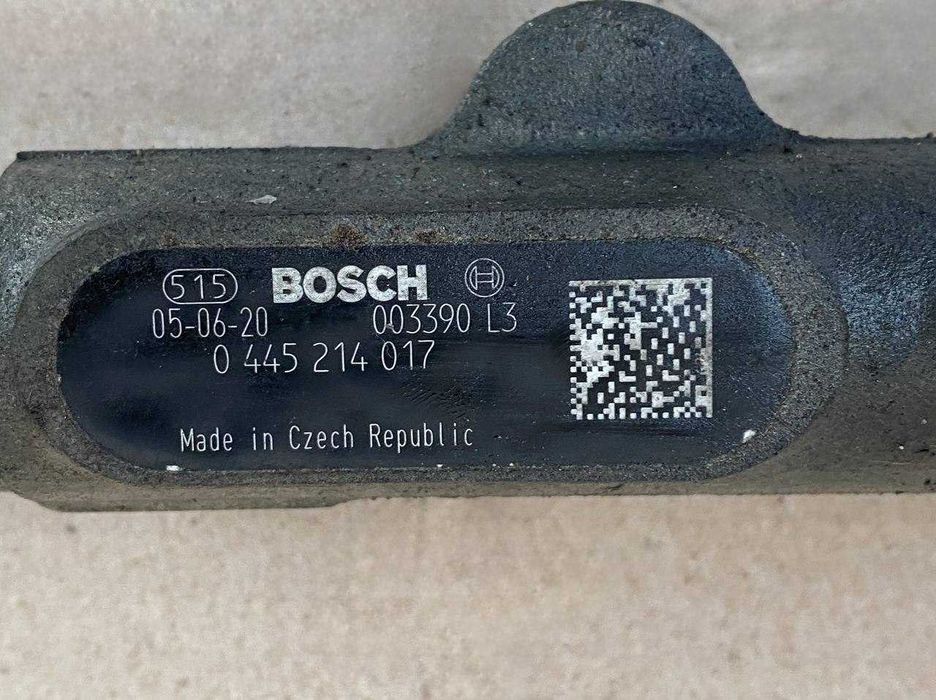 515 BOSCH
05-06-20 003390 L3
0 445 214 017
Made in Czech Republic